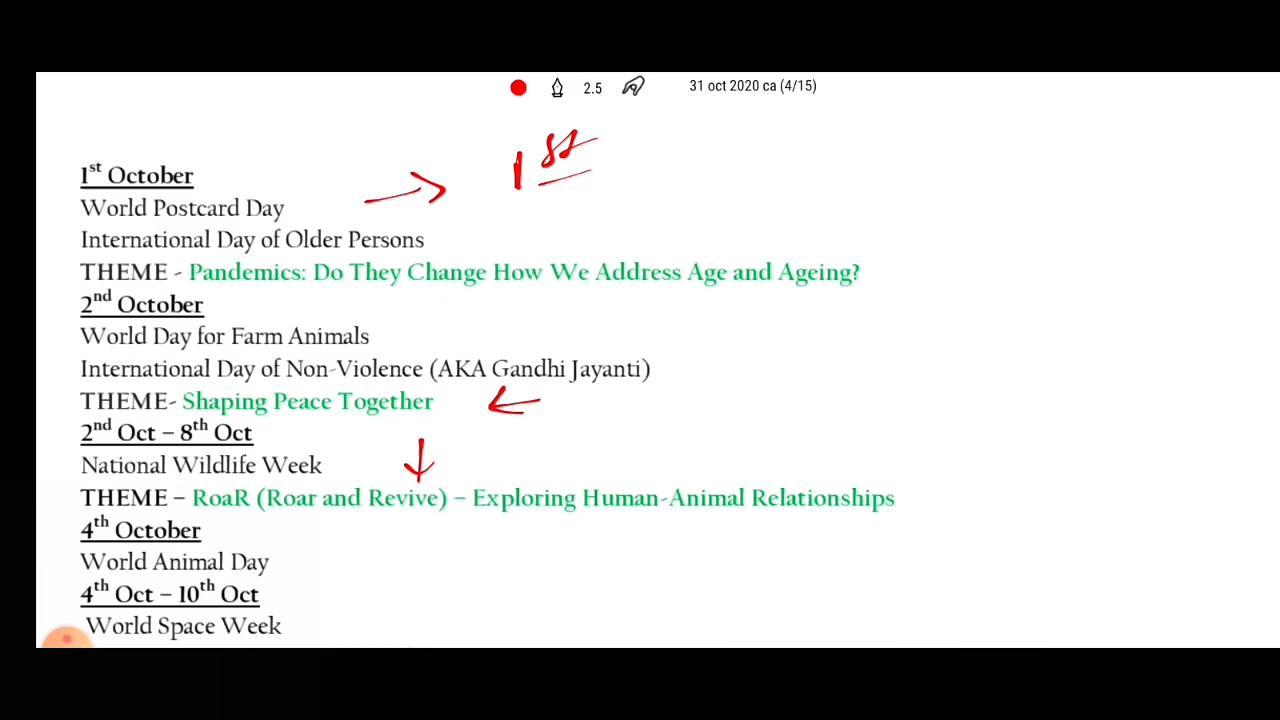 2.5 31 oct 2020 ca (4/15)
1st
1st October
World Postcard Day
International Day of Older Persons
THEME - Pandemics: Do They Change How We Address Age and Ageing?
2nd October
World Day for Farm Animals
International Day of Non-Violence (AKA Gandhi Jayanti)
THEME- Shaping Peace Together
2nd Oct – 8th Oct
National Wildlife Week
THEME – RoaR (Roar and Revive) – Exploring Human-Animal Relationships
4th October
World Animal Day
4th Oct – 10th Oct
World Space Week